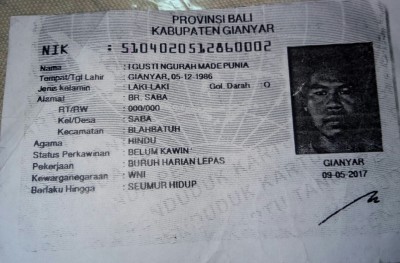 PROVINSI BALI
KABUPATEN GIANYAR
NIK : 5104020512860002
Nama : I GUSTI NGURAH MADE PUNIA
Tempat/Tgl Lahir : GIANYAR, 05-12-1986
Jenis Kelamin : LAKI-LAKI Gol. Darah O
Alamat : BR. SABA
RT/RW : 000/000
Kel/Desa : SABA
Kecamatan : BLAHBATUH
Agama : HINDU
Status Perkawinan : BELUM KAWIN
Pekerjaan : BURUH HARIAN LEPAS
Kewarganegaraan : WNI
Berlaku Hingga : SEUMUR HIDUP
GIANYAR
09-05-2017